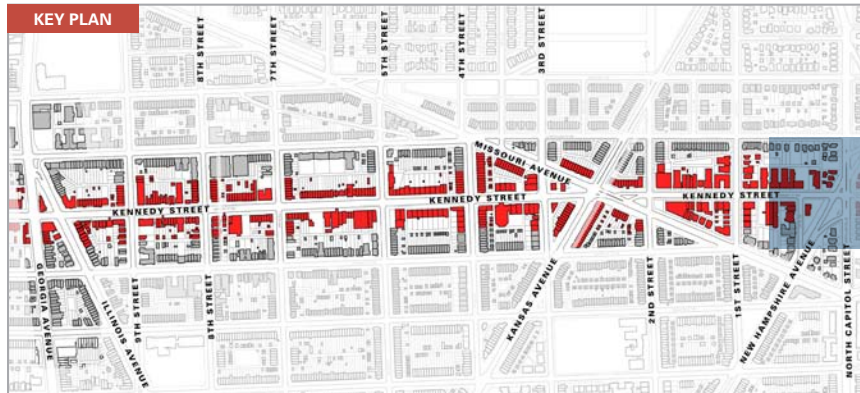 KEY PLAN
8TH STREET
7TH STREET
5TH STREET
4TH STREET
3RD STREET
MISSOURI AVENUE
KENNEDY STREET
KENNEDY STREET
KENNEDY STREET
GEORGIA AVENUE
ILLINOIS AVENUE
9TH STREET
8TH STREET
KANSAS AVENUE
2ND STREET
1ST STREET
NEW HAMPSHIRE AVENUE
NORTH CAPITOL STREET